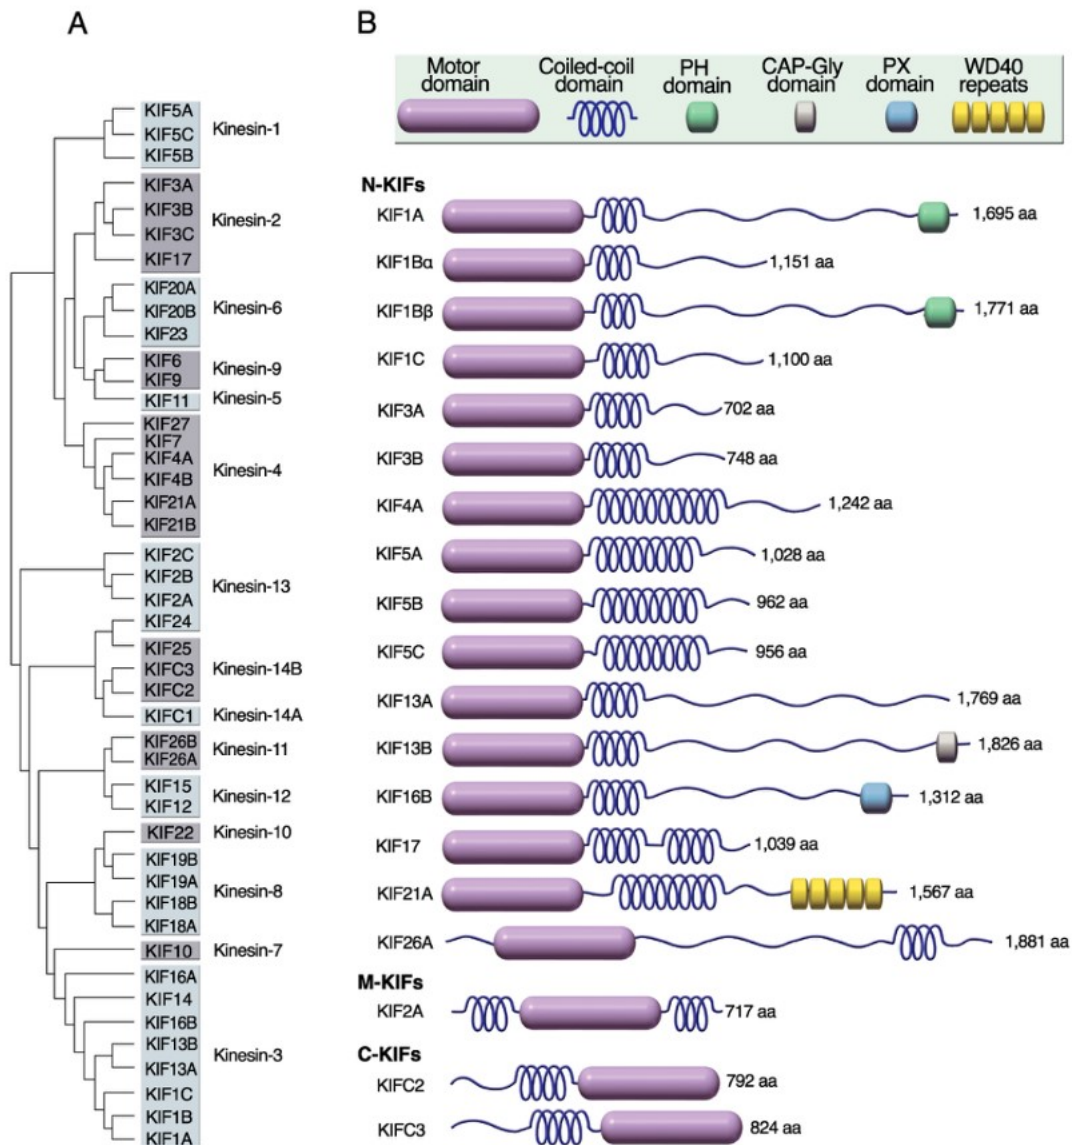 A
KIF5A
KIF5C
KIF5B
Kinesin-1
KIF3A
KIF3B
KIF3C
KIF17
Kinesin-2
KIF20A
KIF20B
KIF23
Kinesin-6
KIF6
KIF9
Kinesin-9
KIF11
Kinesin-5
KIF27
KIF7
KIF4A
KIF4B
KIF21A
KIF21B
Kinesin-4
KIF2C
KIF2B
KIF2A
KIF24
Kinesin-13
KIF25
KIFC3
KIFC2
Kinesin-14B
KIFC1
Kinesin-14A
KIF26B
KIF26A
Kinesin-11
KIF15
KIF12
Kinesin-12
KIF22
Kinesin-10
KIF19B
KIF19A
KIF18B
KIF18A
Kinesin-8
KIF10
Kinesin-7
KIF16A
KIF14
KIF16B
KIF13B
KIF13A
KIF1C
KIF1B
KIF1A
Kinesin-3
B
Motor
domain
Coiled-coil
domain
PH
domain
CAP-Gly
domain
PX
domain
WD40
repeats
N-KIFs
KIF1A 1,695 aa
KIF1Bα 1,151 aa
KIF1Bβ 1,771 aa
KIF1C 1,100 aa
KIF3A 702 aa
KIF3B 748 aa
KIF4A 1,242 aa
KIF5A 1,028 aa
KIF5B 962 aa
KIF5C 956 aa
KIF13A 1,769 aa
KIF13B 1,826 aa
KIF16B 1,312 aa
KIF17 1,039 aa
KIF21A 1,567 aa
KIF26A 1,881 aa
M-KIFs
KIF2A 717 aa
C-KIFs
KIFC2 792 aa
KIFC3 824 aa